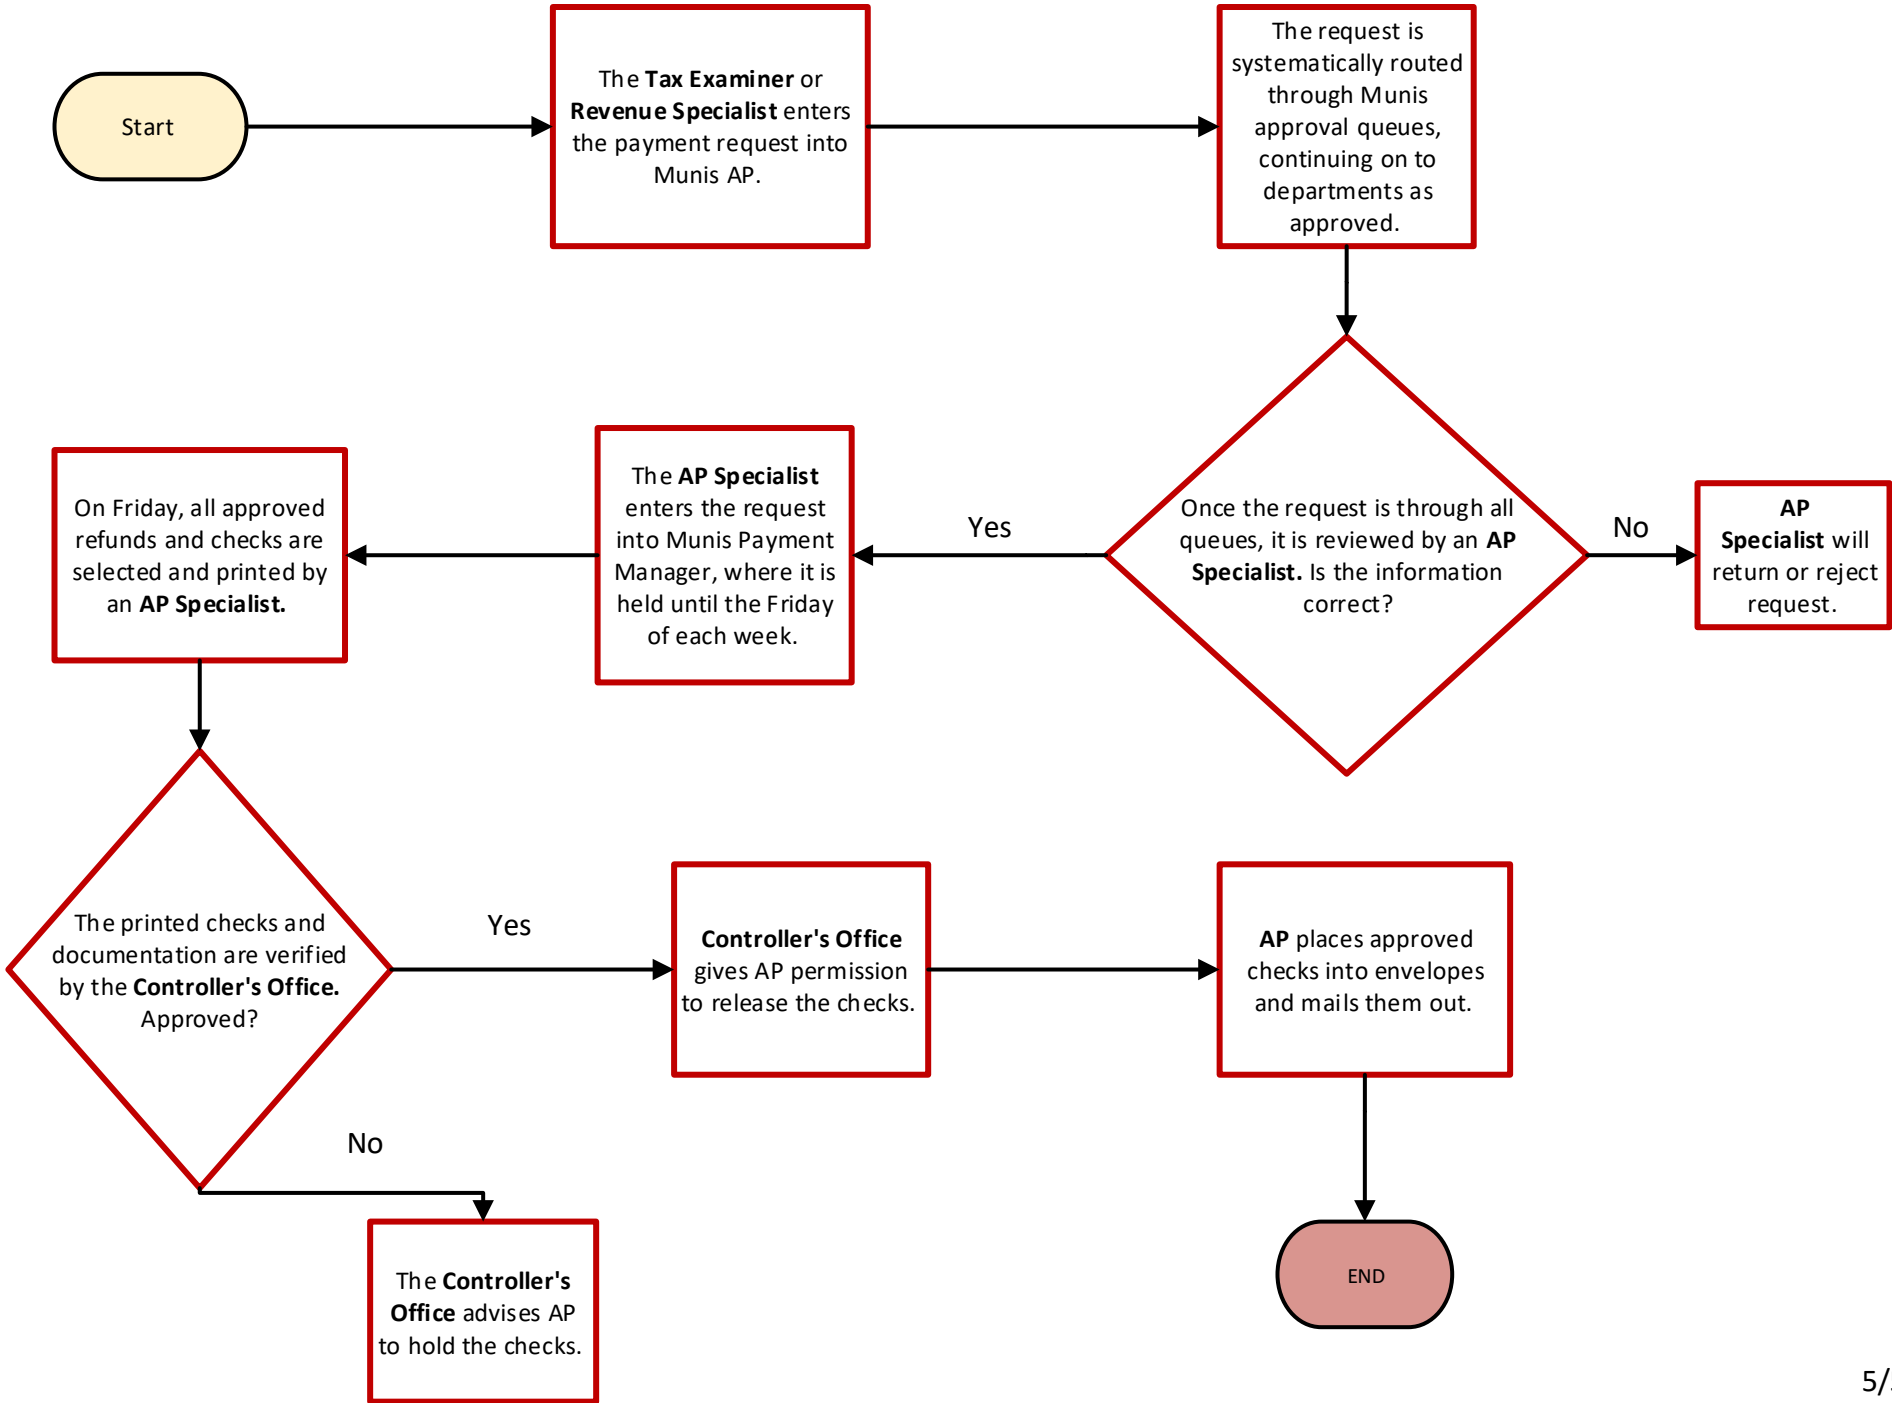 Start
The Tax Examiner or
Revenue Specialist enters
the payment request into
Munis AP.
The request is
systematically routed
through Munis
approval queues,
continuing on to
departments as
approved.
Once the request is through all
queues, it is reviewed by an AP
Specialist. Is the information
correct?
No
AP
Specialist will
return or reject
request.
Yes
The AP Specialist
enters the request
into Munis Payment
Manager, where it is
held until the Friday
of each week.
On Friday, all approved
refunds and checks are
selected and printed by
an AP Specialist.
The printed checks and
documentation are verified
by the Controller's Office.
Approved?
Yes
Controller's Office
gives AP permission
to release the checks.
AP places approved
checks into envelopes
and mails them out.
No
The Controller's
Office advises AP
to hold the checks.
END
5/